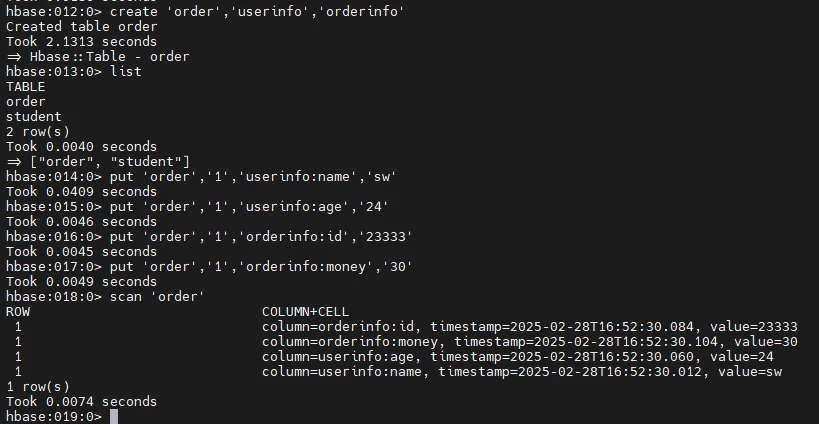 hbase:012:0> create 'order','userinfo','orderinfo'
Created table order
Took 2.1313 seconds
=> Hbase::Table - order
hbase:013:0> list
TABLE
order
student
2 row(s)
Took 0.0040 seconds
=> ["order", "student"]
hbase:014:0> put 'order','1','userinfo:name','sw'
Took 0.0409 seconds
hbase:015:0> put 'order','1','userinfo:age','24'
Took 0.0046 seconds
hbase:016:0> put 'order','1','orderinfo:id','23333'
Took 0.0045 seconds
hbase:017:0> put 'order','1','orderinfo:money','30'
Took 0.0049 seconds
hbase:018:0> scan 'order'
ROW COLUMN+CELL
1 column=orderinfo:id, timestamp=2025-02-28T16:52:30.084, value=23333
1 column=orderinfo:money, timestamp=2025-02-28T16:52:30.104, value=30
1 column=userinfo:age, timestamp=2025-02-28T16:52:30.060, value=24
1 column=userinfo:name, timestamp=2025-02-28T16:52:30.012, value=sw
1 row(s)
Took 0.0074 seconds
hbase:019:0>